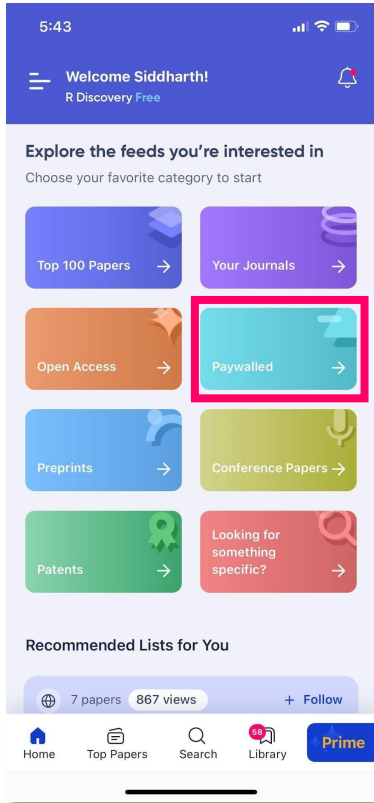 5:43
Welcome Siddharth!
R Discovery Free
Explore the feeds you're interested in
Choose your favorite category to start
Top 100 Papers
Your Journals
Open Access
Paywalled
Preprints
Conference Papers
Patents
Looking for
something
specific?
Recommended Lists for You
7 papers 867 views + Follow
58
Home Top Papers Search Library Prime